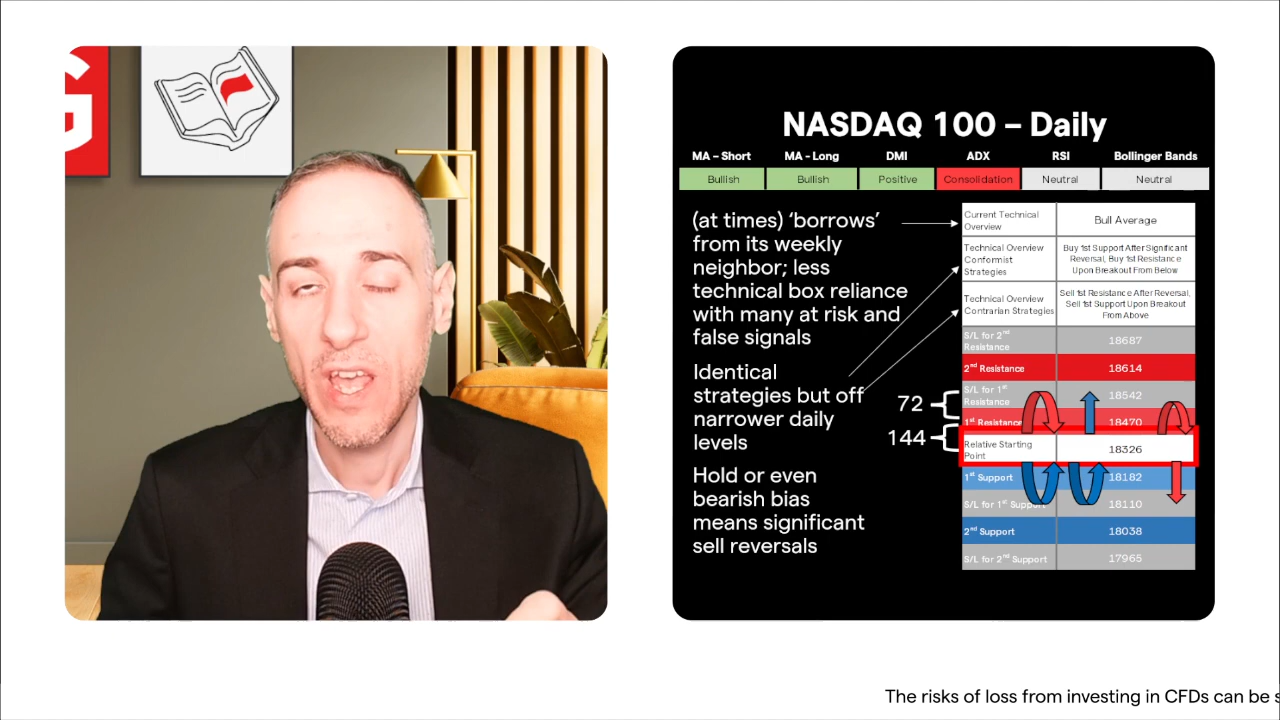 G
NASDAQ 100 – Daily
MA – Short MA - Long DMI ADX RSI Bollinger Bands
Bullish Bullish Positive Consolidation Neutral Neutral
(at times) ‘borrows’
from its weekly
neighbor; less
technical box reliance
with many at risk and
false signals
Identical
strategies but off
narrower daily
levels
Hold or even
bearish bias
means significant
sell reversals
72
144
Current Technical
Overview
Bull Average
Technical Overview
Conformist
Strategies
Buy 1st Support After Significant
Reversal, Buy 1st Resistance
Upon Breakout From Below
Technical Overview
Contrarian Strategies
Sell 1st Resistance After Reversal,
Sell 1st Support Upon Breakout
From Above
S/L for 2nd
Resistance
18687
2nd Resistance 18614
S/L for 1st
Resistance
18542
1st Resistance 18470
Relative Starting
Point
18326
1st Support 18182
S/L for 1st Support 18110
2nd Support 18038
S/L for 2nd Support 17965
The risks of loss from investing in CFDs can be s